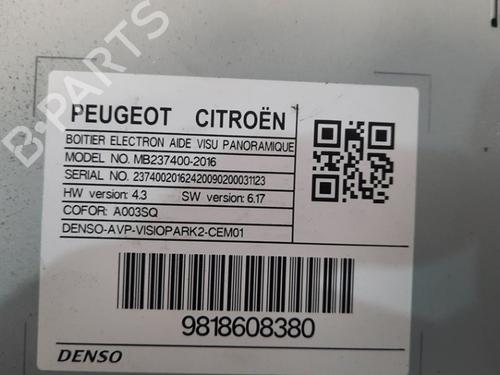 B-PARTS
PEUGEOT CITROËN
BOITIER ELECTRON AIDE VISU PANORAMIQUE
MODEL NO. MB237400-2016
SERIAL NO. 23740020162420090200031123
HW version: 4.3 SW version: 6.17
COFOR: A003SQ
DENSO-AVP-VISIOPARK2-CEM01
9818608380
DENSO